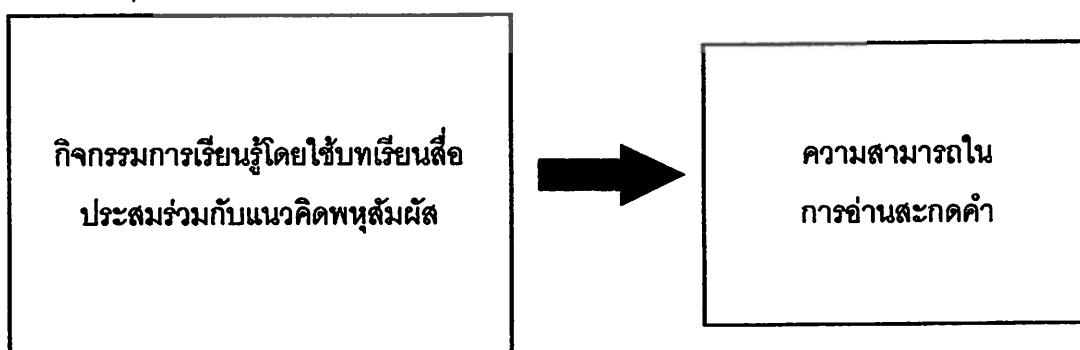 กิจกรรมการเรียนรู้โดยใช้บทเรียนสื่อ
ประสมร่วมกับแนวคิดพหุสัมผัส
ความสามารถใน
การอ่านสะกดคำ